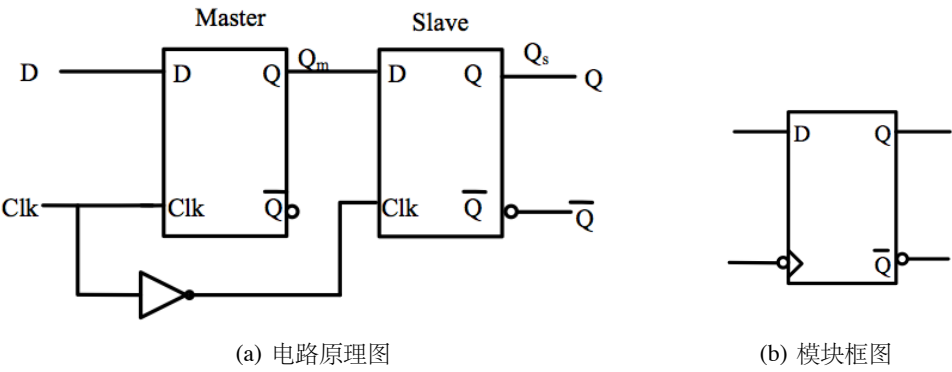 Master
Slave
D
D
Q
Qm
D
Q
Qs
Q
Clk
Clk
Q̅
Clk
Q̅
Q̅
D
Q
Q̅
(a) 电路原理图
(b) 模块框图